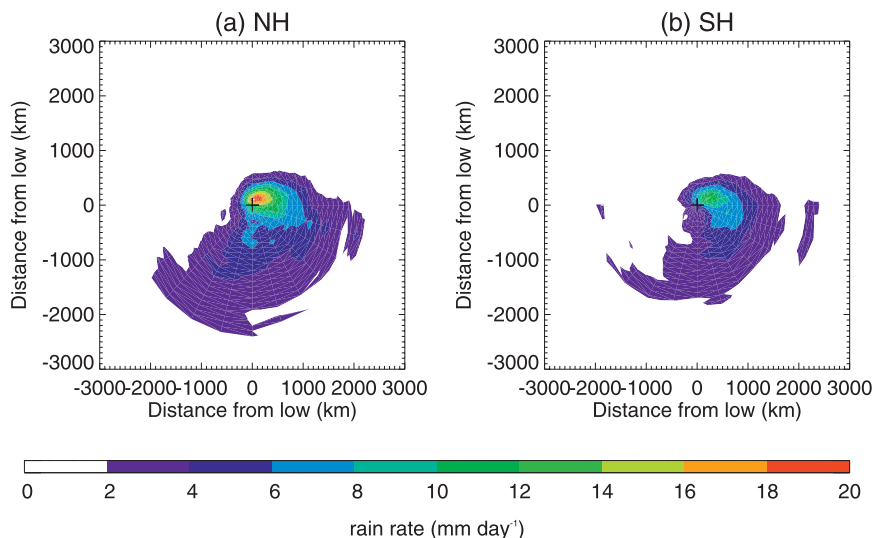 (a) NH
(b) SH
3000
2000
1000
0
-1000
-2000
-3000
Distance from low (km)
-3000-2000-1000 0 1000 2000 3000
Distance from low (km)
3000
2000
1000
0
-1000
-2000
-3000
Distance from low (km)
-3000-2000-1000 0 1000 2000 3000
Distance from low (km)
0 2 4 6 8 10 12 14 16 18 20
rain rate (mm day⁻¹)